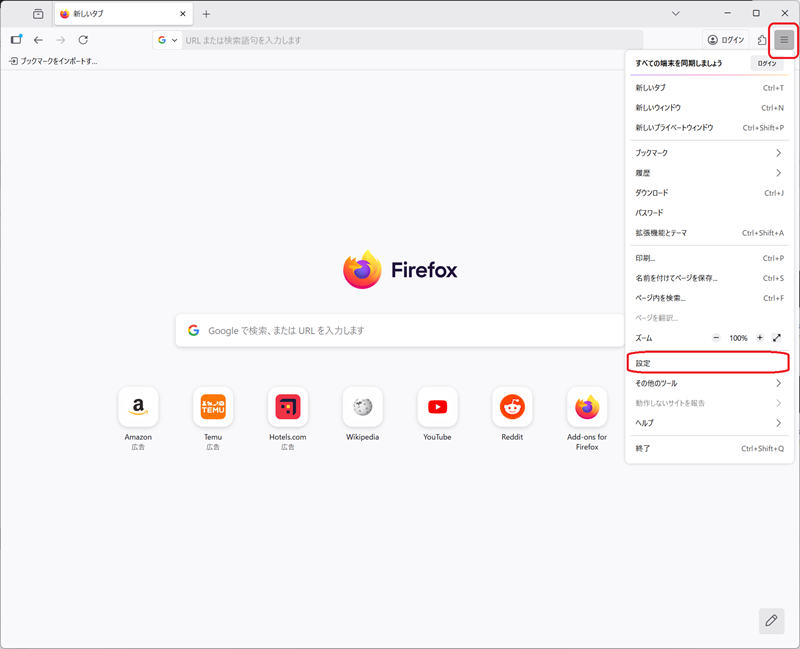 新しいタブ
URL または検索語句を入力します
ログイン
ブックマークをインポートす...
すべての端末を同期しましょう
ログイン
新しいタブ Ctrl+T
新しいウィンドウ Ctrl+N
新しいプライベートウィンドウ Ctrl+Shift+P
ブックマーク
履歴
ダウンロード Ctrl+J
パスワード
拡張機能とテーマ Ctrl+Shift+A
印刷... Ctrl+P
名前を付けてページを保存... Ctrl+S
ページ内を検索... Ctrl+F
ページを翻訳...
ズーム − 100% +
設定
その他のツール
動作しないサイトを報告
ヘルプ
終了 Ctrl+Shift+Q
Firefox
Google で検索、または URL を入力します
a
TEMU
Amazon
広告
Temu
広告
Hotels.com
広告
Wikipedia
YouTube
Reddit
Add-ons for
Firefox